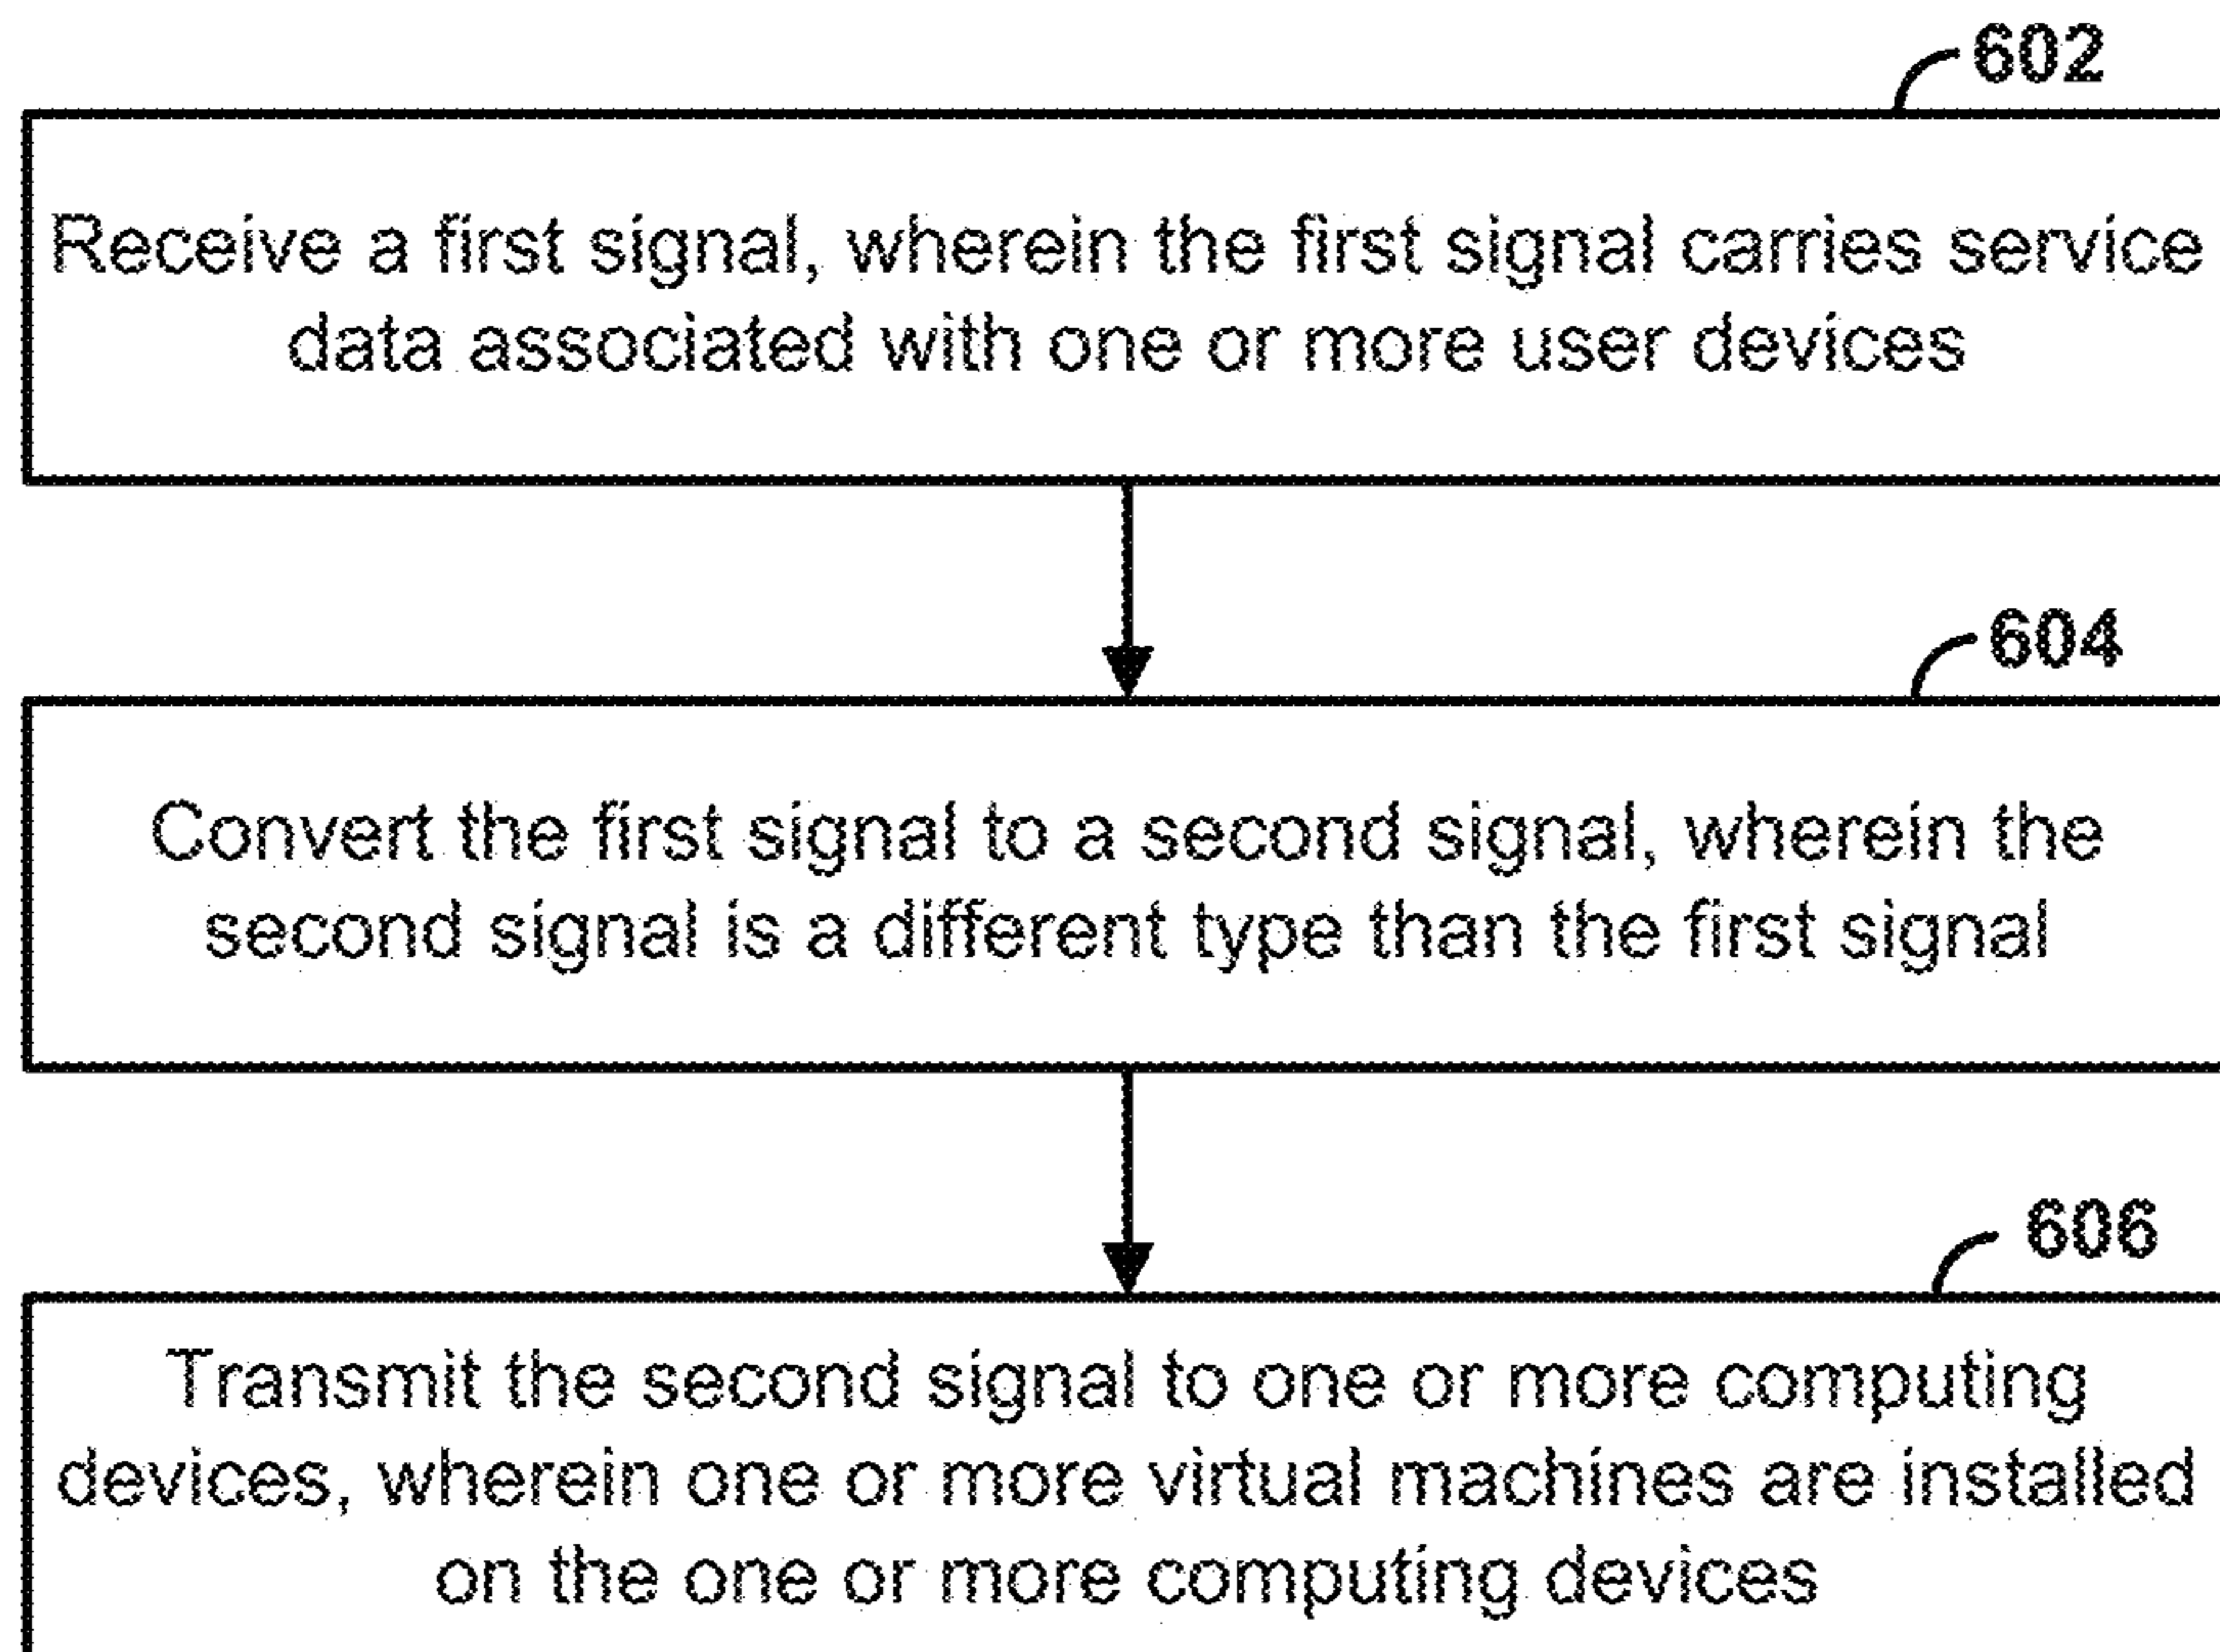 602
Receive a first signal, wherein the first signal carries service
data associated with one or more user devices
604
Convert the first signal to a second signal, wherein the
second signal is a different type than the first signal
606
Transmit the second signal to one or more computing
devices, wherein one or more virtual machines are installed
on the one or more computing devices